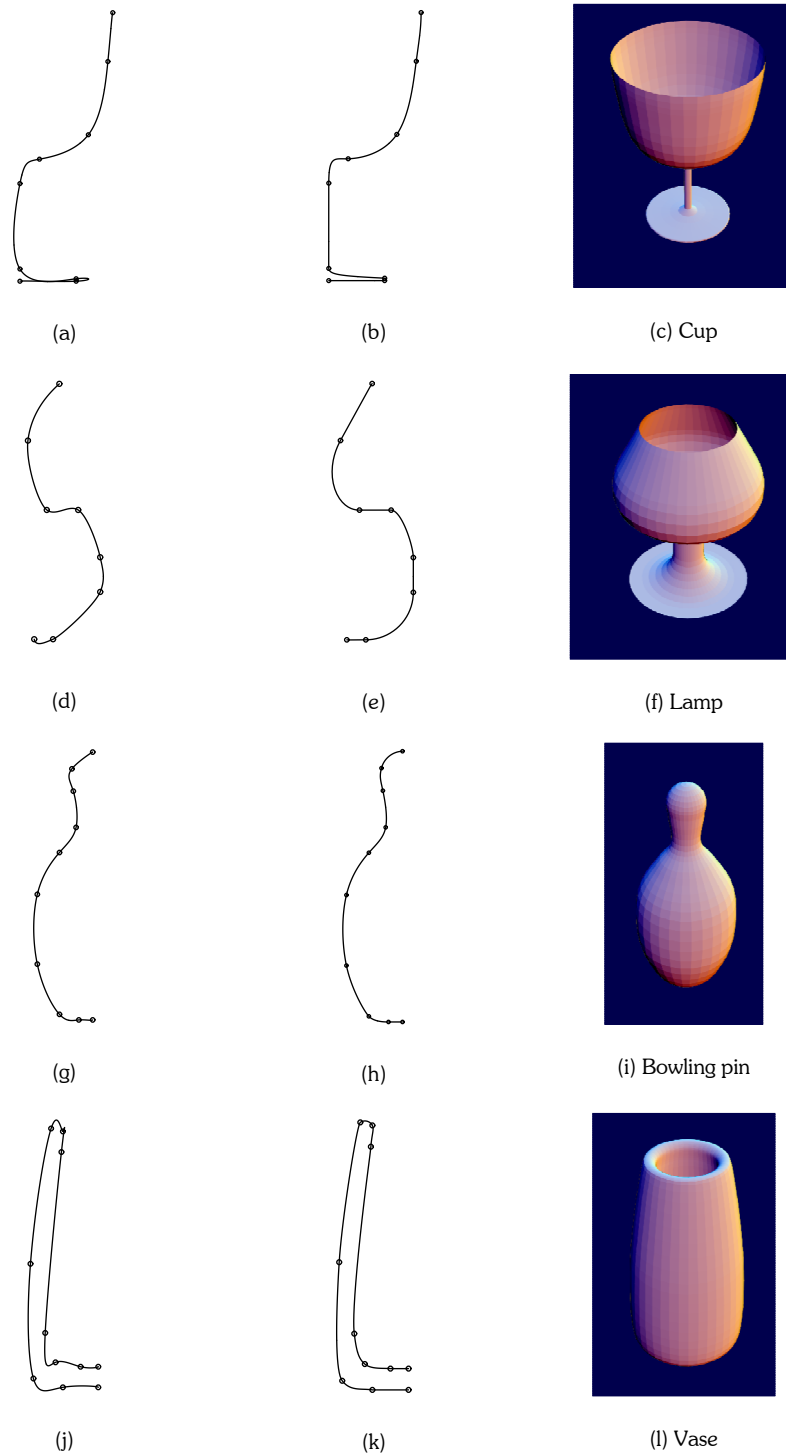 (a)
(b)
(c) Cup
(d)
(e)
(f) Lamp
(g)
(h)
(i) Bowling pin
(j)
(k)
(l) Vase